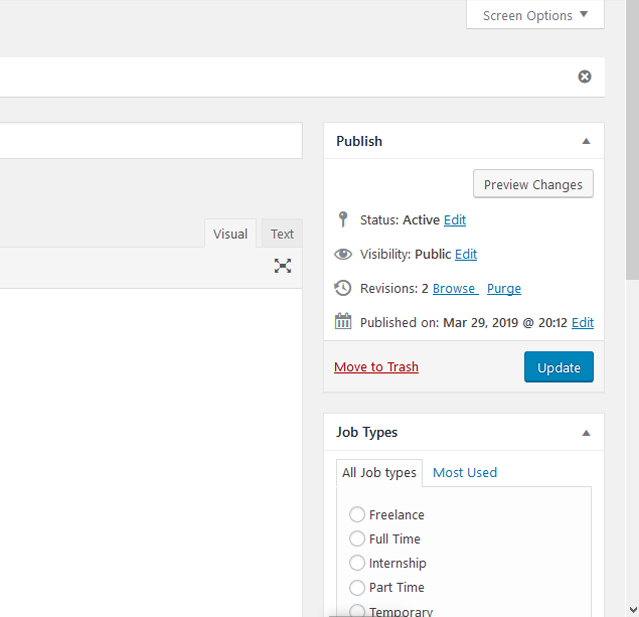 Screen Options
Publish
Preview Changes
Status: Active Edit
Visual Text
Visibility: Public Edit
Revisions: 2 Browse Purge
Published on: Mar 29, 2019 @ 20:12 Edit
Move to Trash Update
Job Types
All Job types Most Used
Freelance
Full Time
Internship
Part Time
Temporary